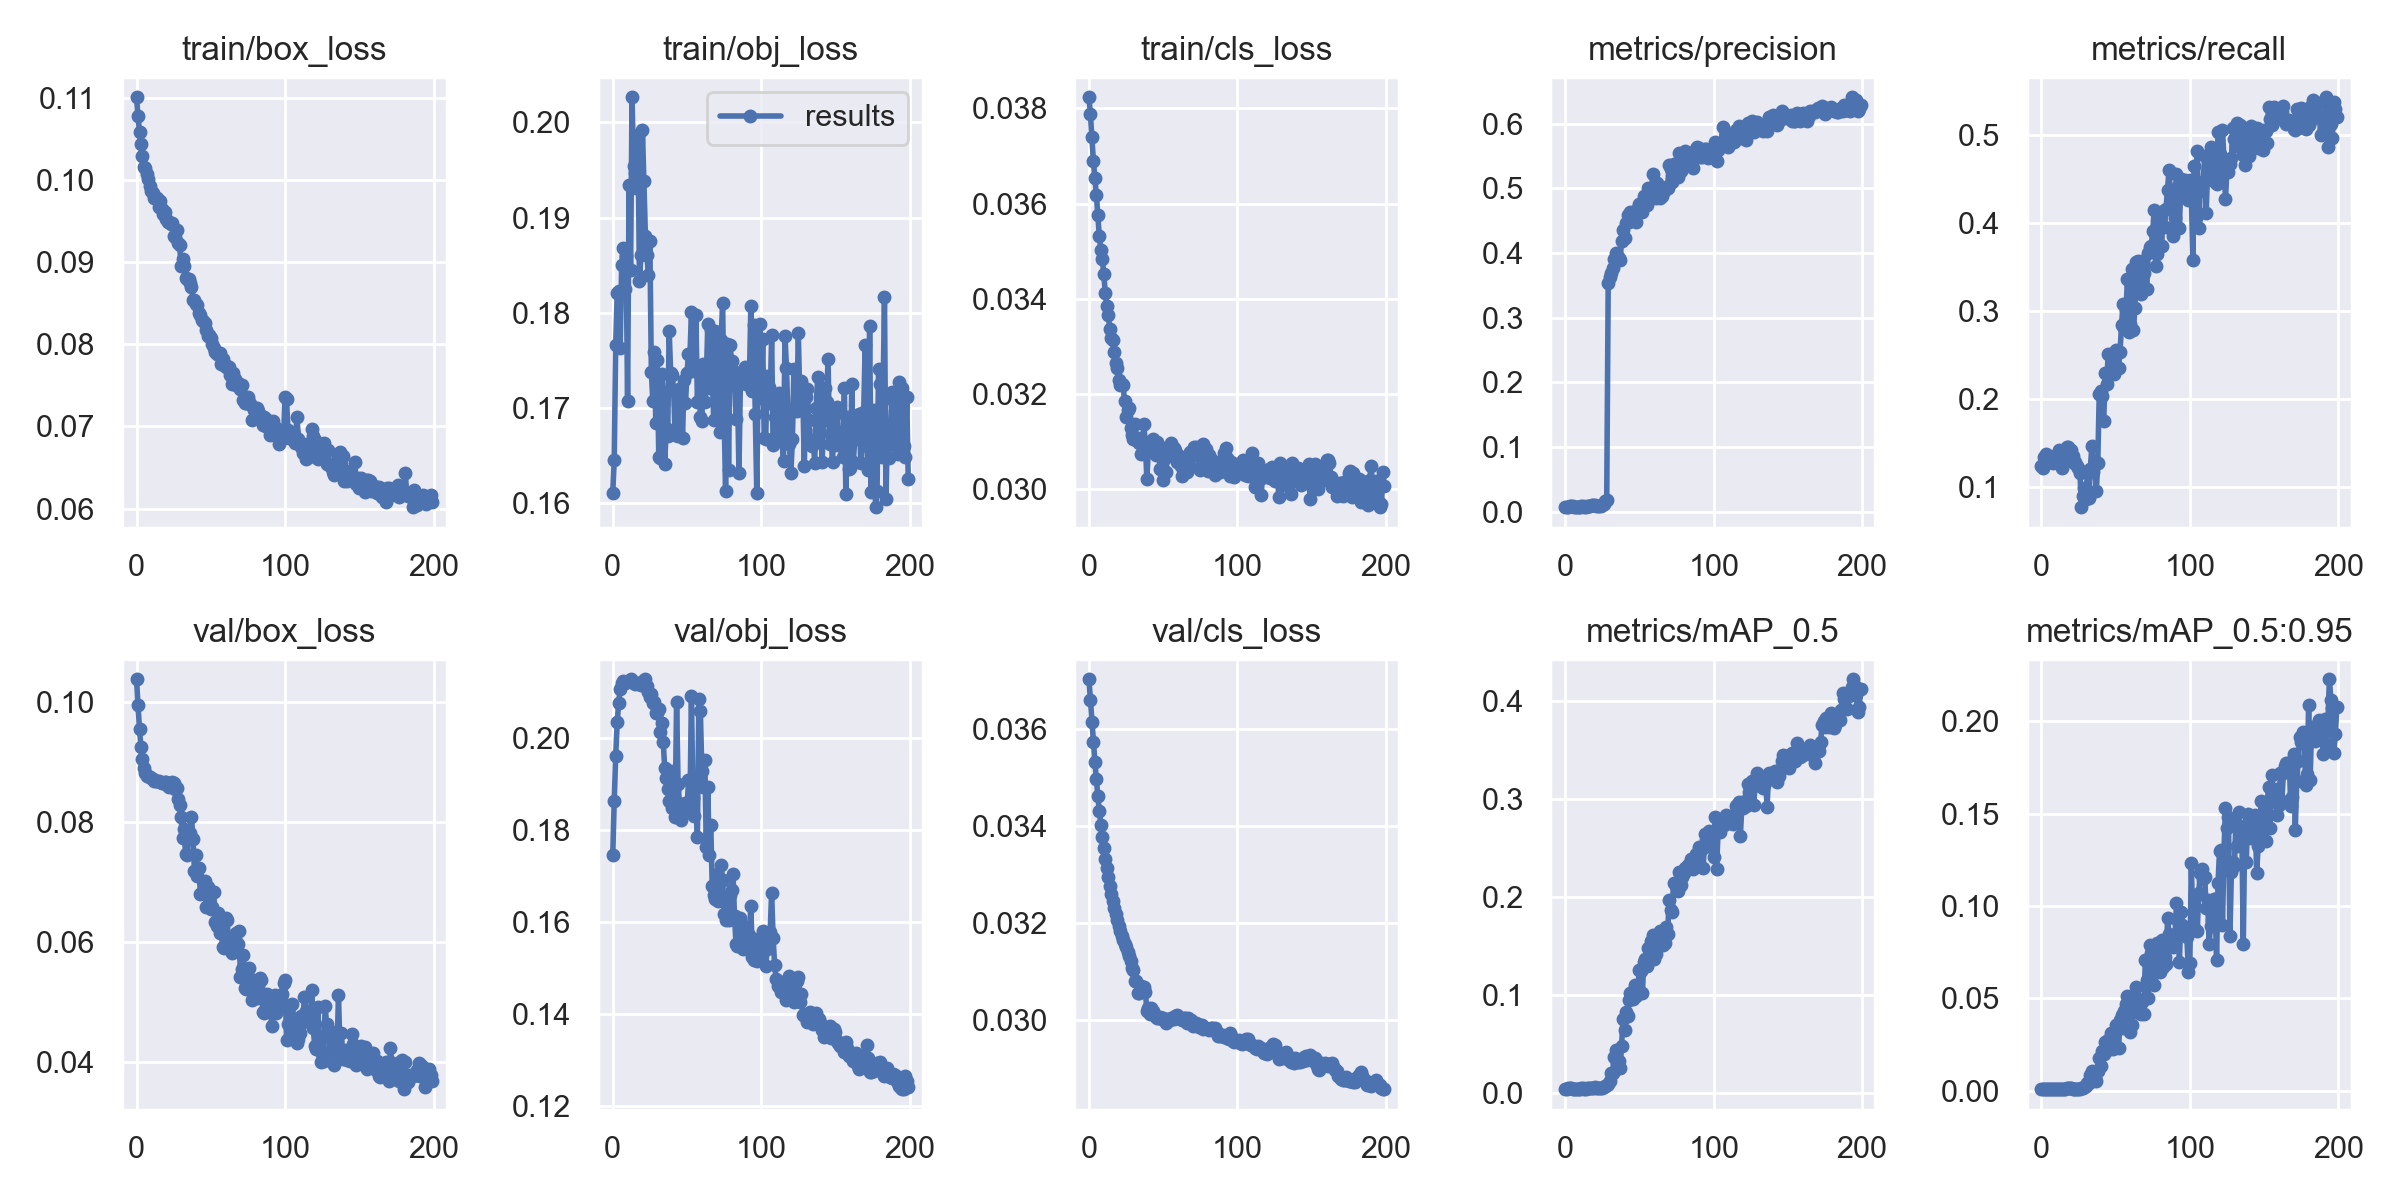 train/box_loss
0.11
0.10
0.09
0.08
0.07
0.06
0 100 200
train/obj_loss
results
0.20
0.19
0.18
0.17
0.16
0 100 200
train/cls_loss
0.038
0.036
0.034
0.032
0.030
0 100 200
metrics/precision
0.6
0.5
0.4
0.3
0.2
0.1
0.0
0 100 200
metrics/recall
0.5
0.4
0.3
0.2
0.1
0 100 200
val/box_loss
0.10
0.08
0.06
0.04
0 100 200
val/obj_loss
0.20
0.18
0.16
0.14
0.12
0 100 200
val/cls_loss
0.036
0.034
0.032
0.030
0 100 200
metrics/mAP_0.5
0.4
0.3
0.2
0.1
0.0
0 100 200
metrics/mAP_0.5:0.95
0.20
0.15
0.10
0.05
0.00
0 100 200